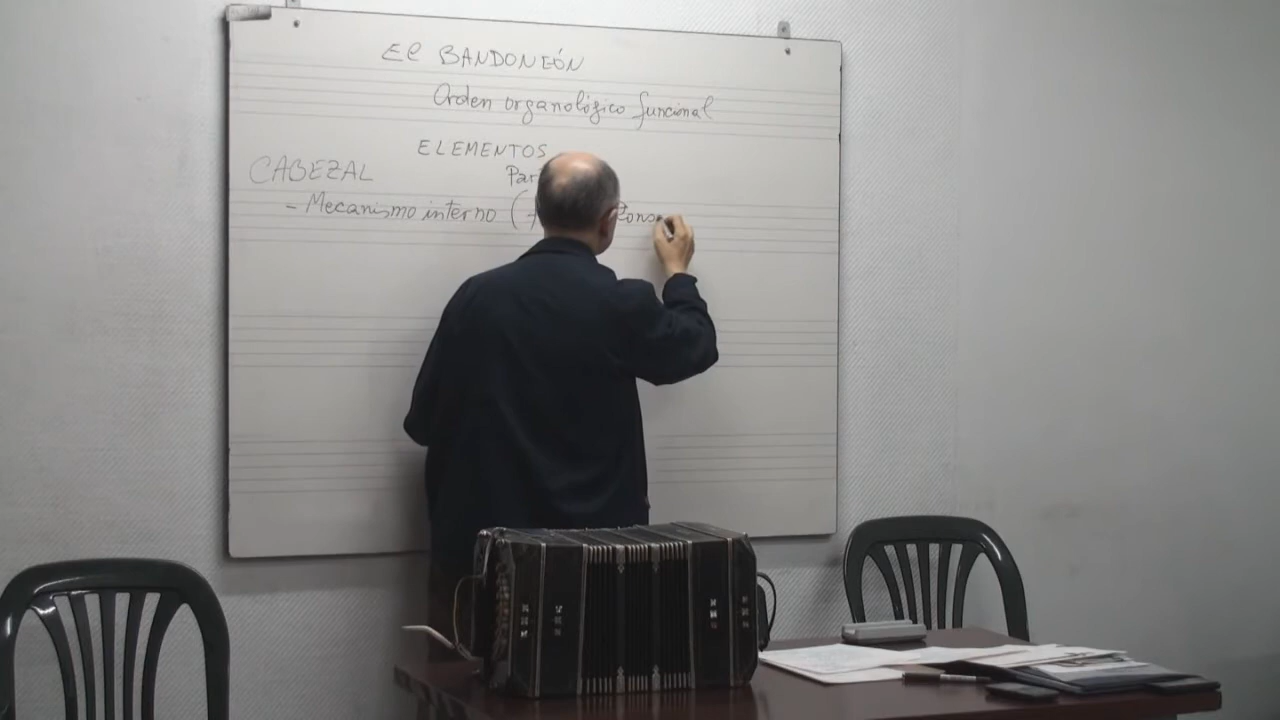 El BANDONEÓN
Orden organológico funcional
ELEMENTOS
CABEZAL
- Mecanismo interno (